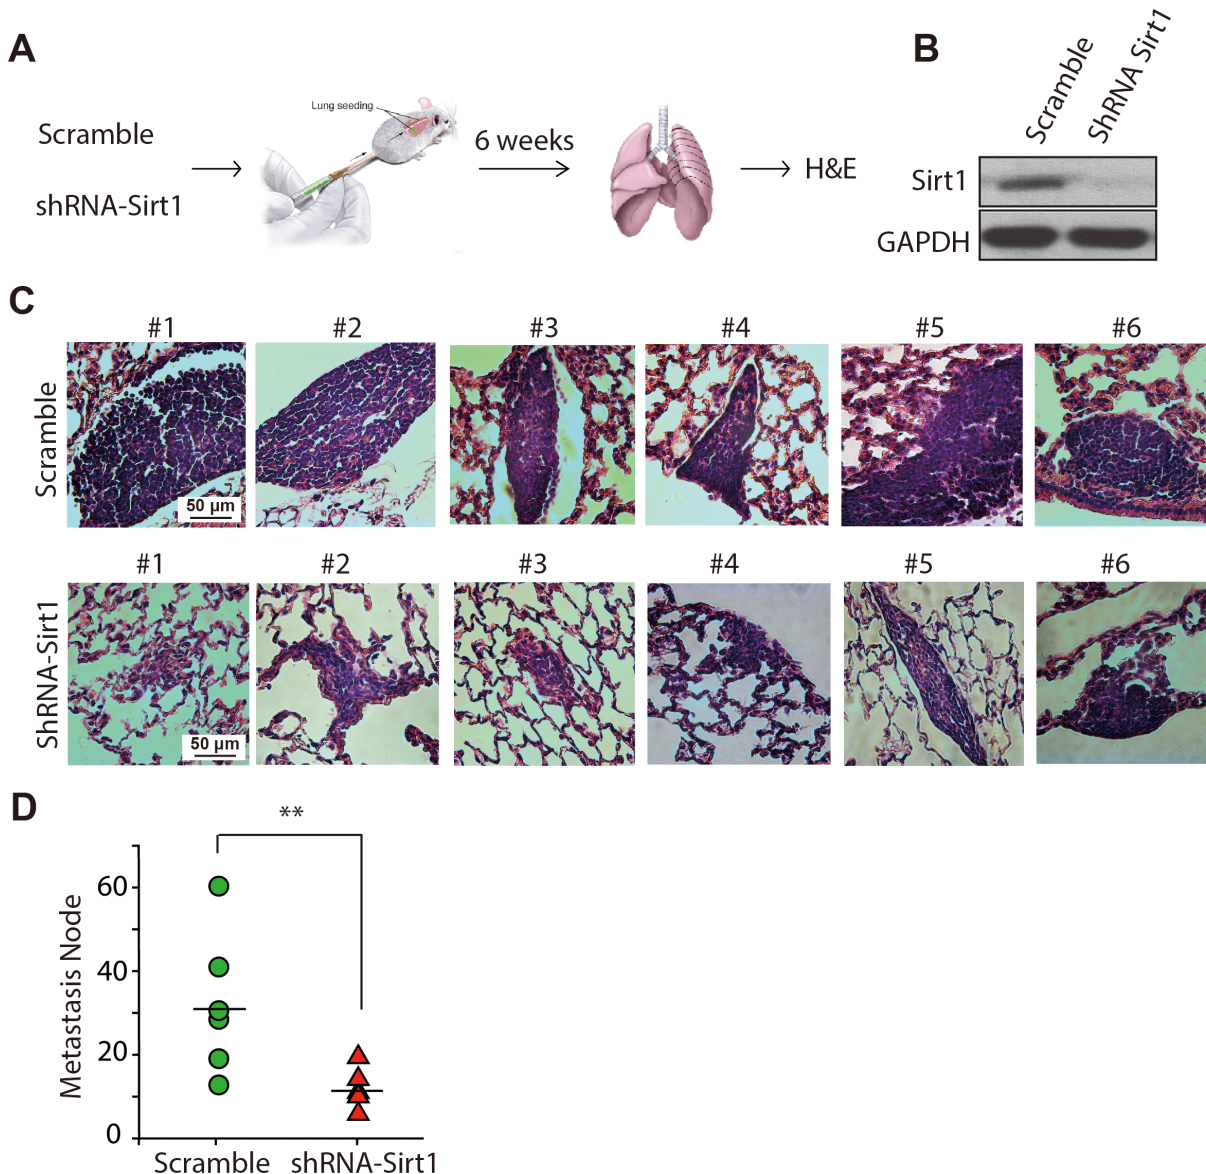 A
Scramble
shRNA-Sirt1
Lung seeding
6 weeks
H&E
B
Scramble
ShRNA Sirt1
Sirt1
GAPDH
C
#1 #2 #3 #4 #5 #6
Scramble
50 µm
#1 #2 #3 #4 #5 #6
ShRNA-Sirt1
50 µm
D
**
Metastasis Node
60
40
20
0
Scramble shRNA-Sirt1